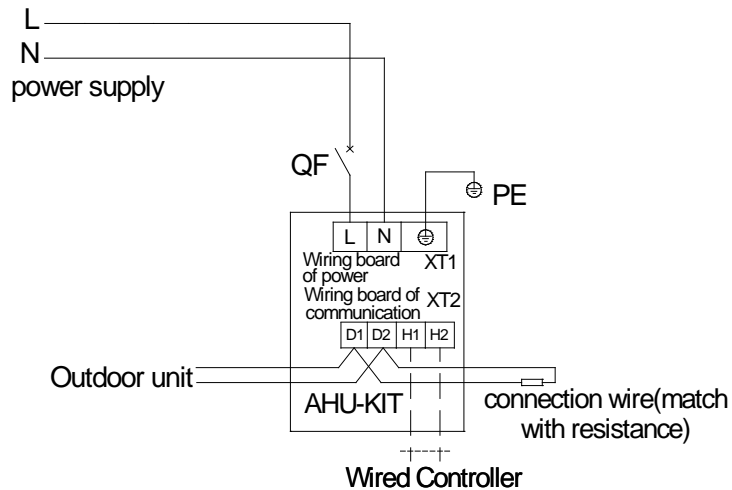 L
N
power supply
QF
PE
L N
Wiring board
of power
XT1
Wiring board of
communication
XT2
D1 D2 H1 H2
Outdoor unit
AHU-KIT
connection wire(match
with resistance)
Wired Controller